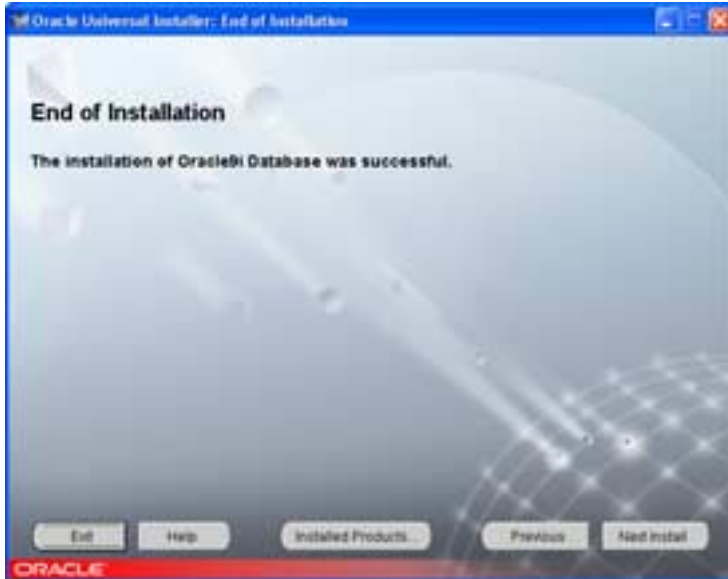 Oracle Universal Installer: End of Installation
End of Installation
The installation of Oracle9i Database was successful.
Exit Help Installed Products... Previous Next Install
ORACLE